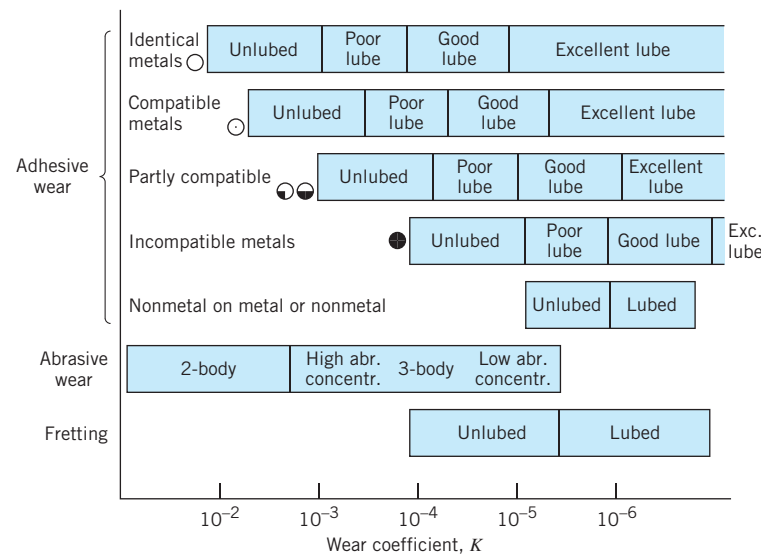 Identical
metals
Unlubed
Poor
lube
Good
lube
Excellent lube
Compatible
metals
Unlubed
Poor
lube
Good
lube
Excellent lube
Adhesive
wear
Partly compatible
Unlubed
Poor
lube
Good
lube
Excellent
lube
Incompatible metals
Unlubed
Poor
lube
Good lube
Exc.
lube
Nonmetal on metal or nonmetal
Unlubed
Lubed
Abrasive
wear
2-body
High abr.
concentr.
3-body
Low abr.
concentr.
Fretting
Unlubed
Lubed
10⁻² 10⁻³ 10⁻⁴ 10⁻⁵ 10⁻⁶
Wear coefficient, K